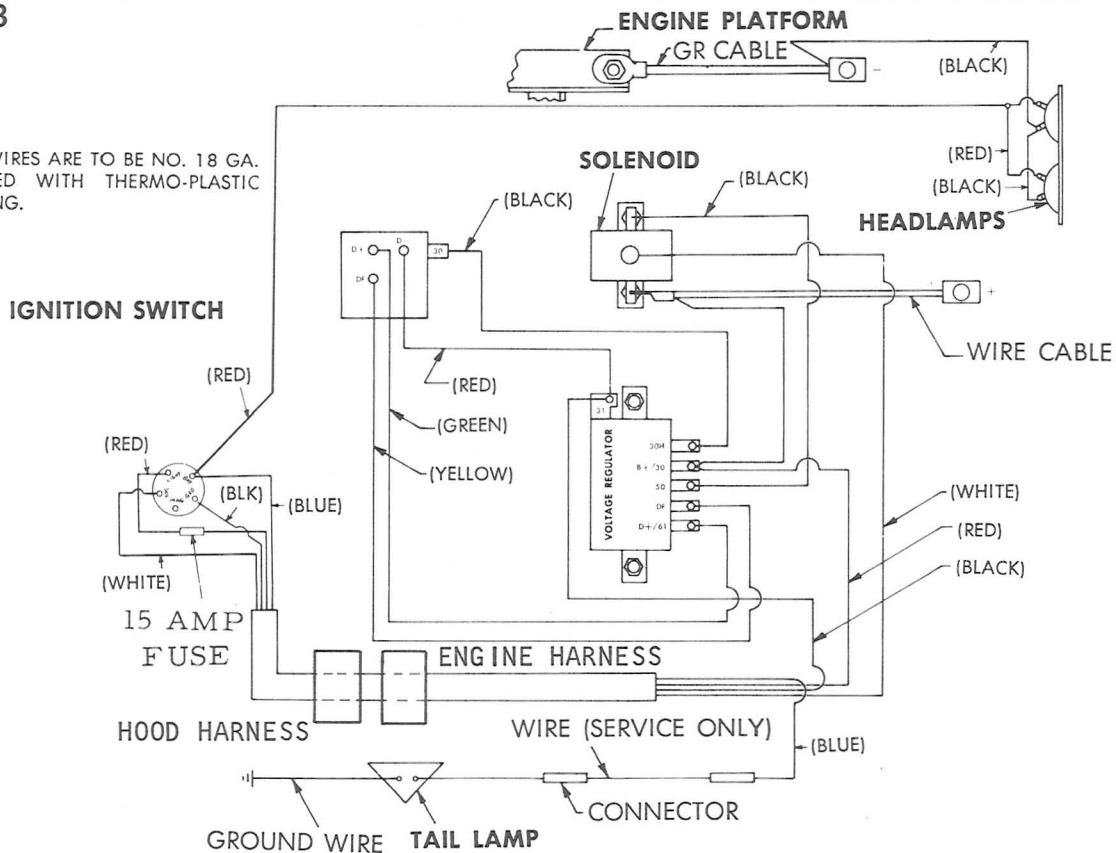 3
ENGINE PLATFORM
GR CABLE
-
(BLACK)
WIRES ARE TO BE NO. 18 GA.
ED WITH THERMO-PLASTIC
NG.
SOLENOID
(BLACK)
(BLACK)
(RED)
(BLACK)
HEADLAMPS
D+
D
30
DF
IGNITION SWITCH
+
WIRE CABLE
(RED)
(RED)
(GREEN)
(YELLOW)
31
VOLTAGE REGULATOR
30H
B+/30
50
DF
D+/61
(RED)
(BLK)
(BLUE)
(WHITE)
(WHITE)
(RED)
(BLACK)
15 AMP
FUSE
ENGINE HARNESS
HOOD HARNESS
WIRE (SERVICE ONLY)
(BLUE)
CONNECTOR
GROUND WIRE
TAIL LAMP